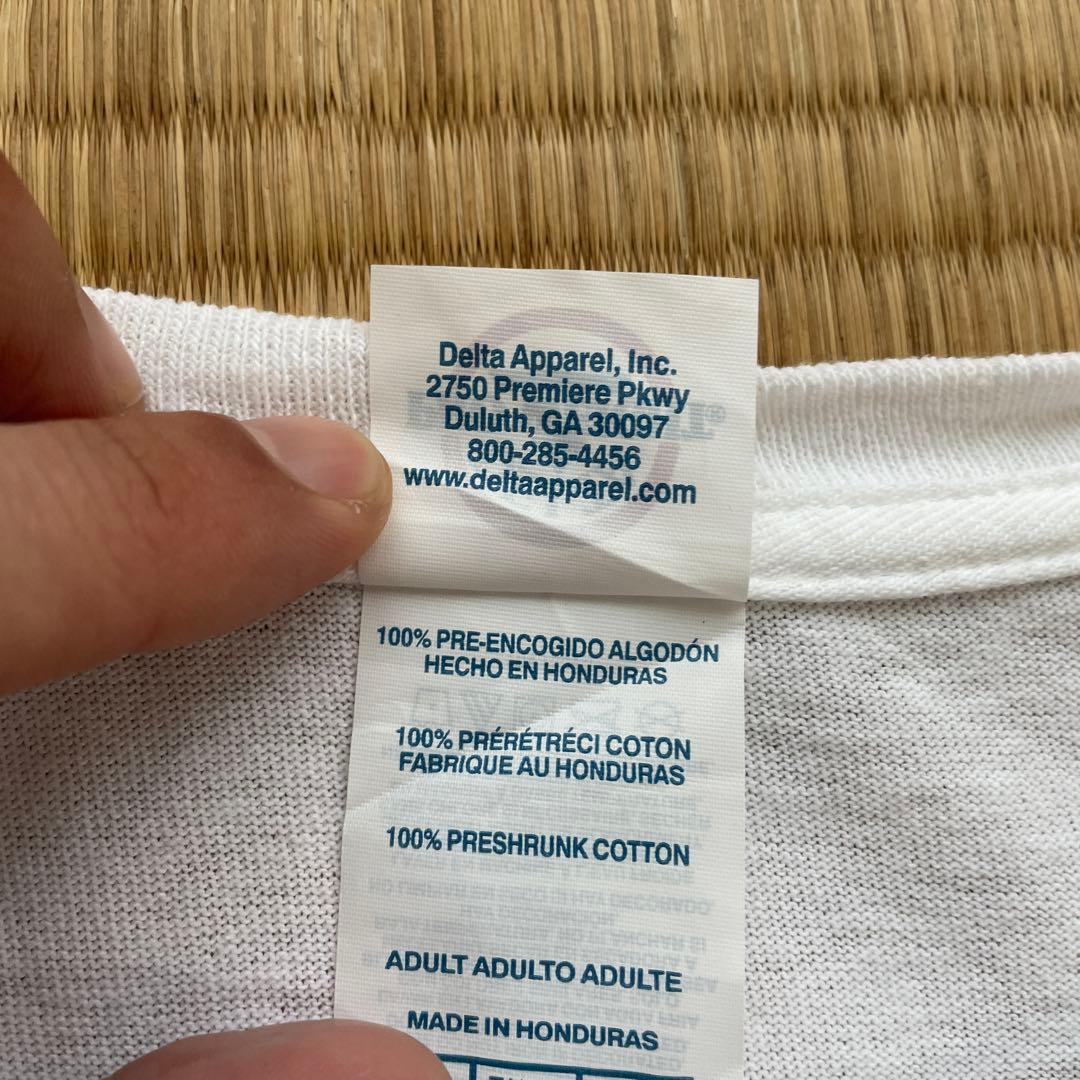 Delta Apparel, Inc.
2750 Premiere Pkwy
Duluth, GA 30097
800-285-4456
www.deltaapparel.com
100% PRE-ENCOGIDO ALGODÓN
HECHO EN HONDURAS
100% PRÉRÉTRÉCI COTON
FABRIQUE AU HONDURAS
100% PRESHRUNK COTTON
ADULT ADULTO ADULTE
MADE IN HONDURAS